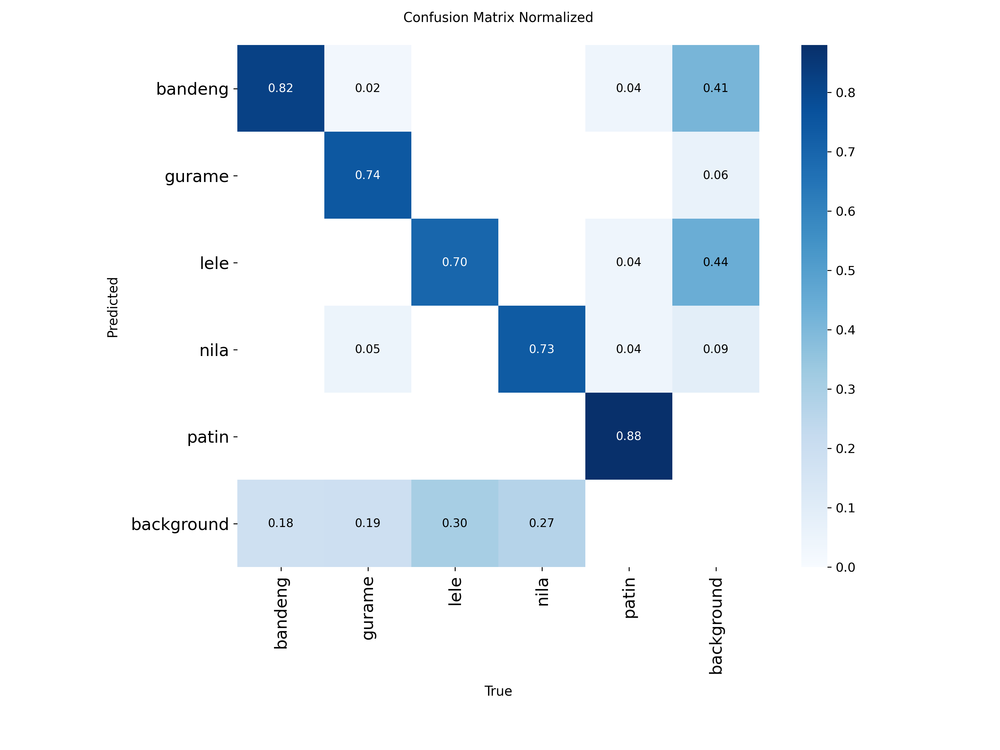 Confusion Matrix Normalized
bandeng 0.82 0.02 0.04 0.41
gurame 0.74 0.06
lele 0.70 0.04 0.44
nila 0.05 0.73 0.04 0.09
patin 0.88
background 0.18 0.19 0.30 0.27
bandeng gurame lele nila patin background
Predicted
True
0.8
0.7
0.6
0.5
0.4
0.3
0.2
0.1
0.0